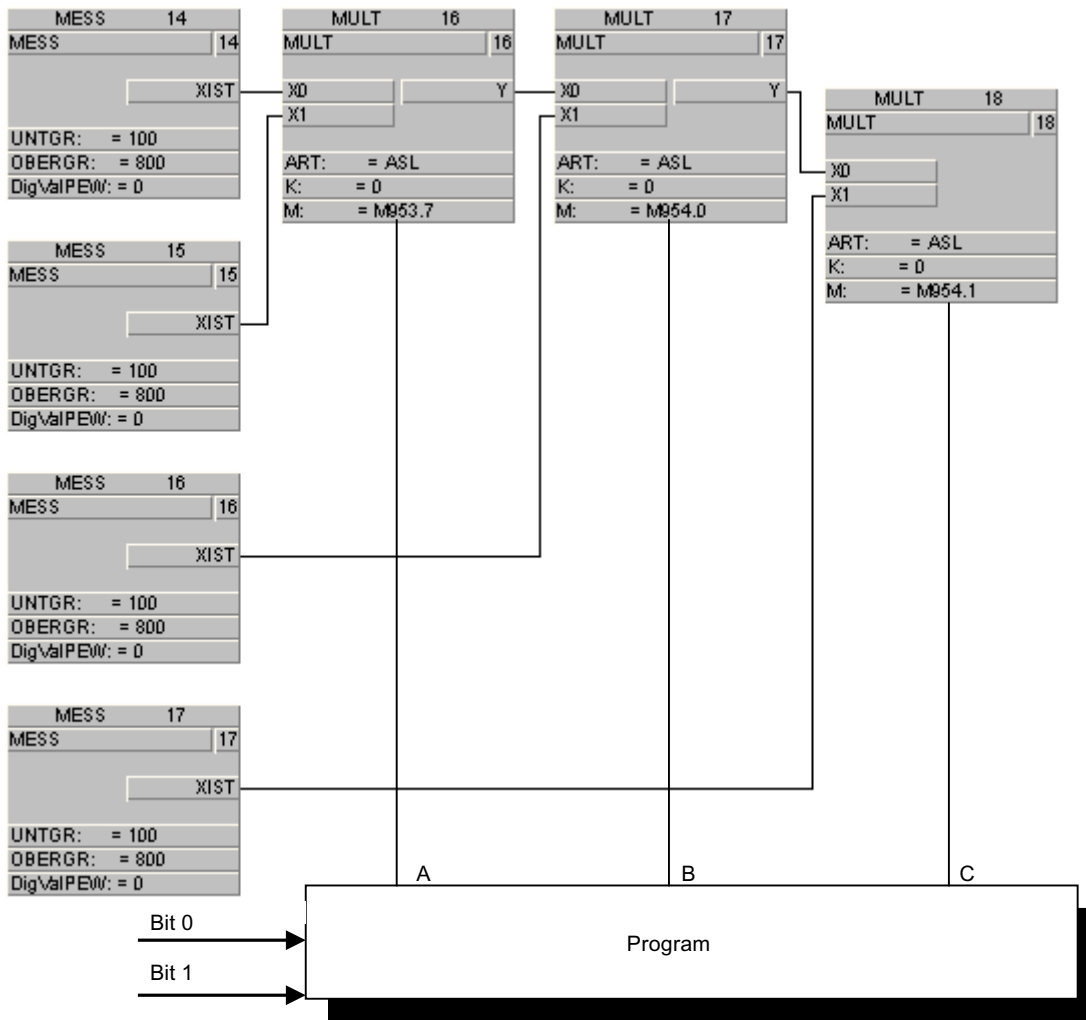 MESS 14
MESS 14
XIST
UNTGR: = 100
OBERGR: = 800
DigValPEW: = 0
MULT 16
MULT 16
X0 Y
X1
ART: = ASL
K: = 0
M: = M953.7
MULT 17
MULT 17
X0 Y
X1
ART: = ASL
K: = 0
M: = M954.0
MULT 18
MULT 18
X0
X1
ART: = ASL
K: = 0
M: = M954.1
MESS 15
MESS 15
XIST
UNTGR: = 100
OBERGR: = 800
DigValPEW: = 0
MESS 16
MESS 16
XIST
UNTGR: = 100
OBERGR: = 800
DigValPEW: = 0
MESS 17
MESS 17
XIST
UNTGR: = 100
OBERGR: = 800
DigValPEW: = 0
A B C
Bit 0
Program
Bit 1